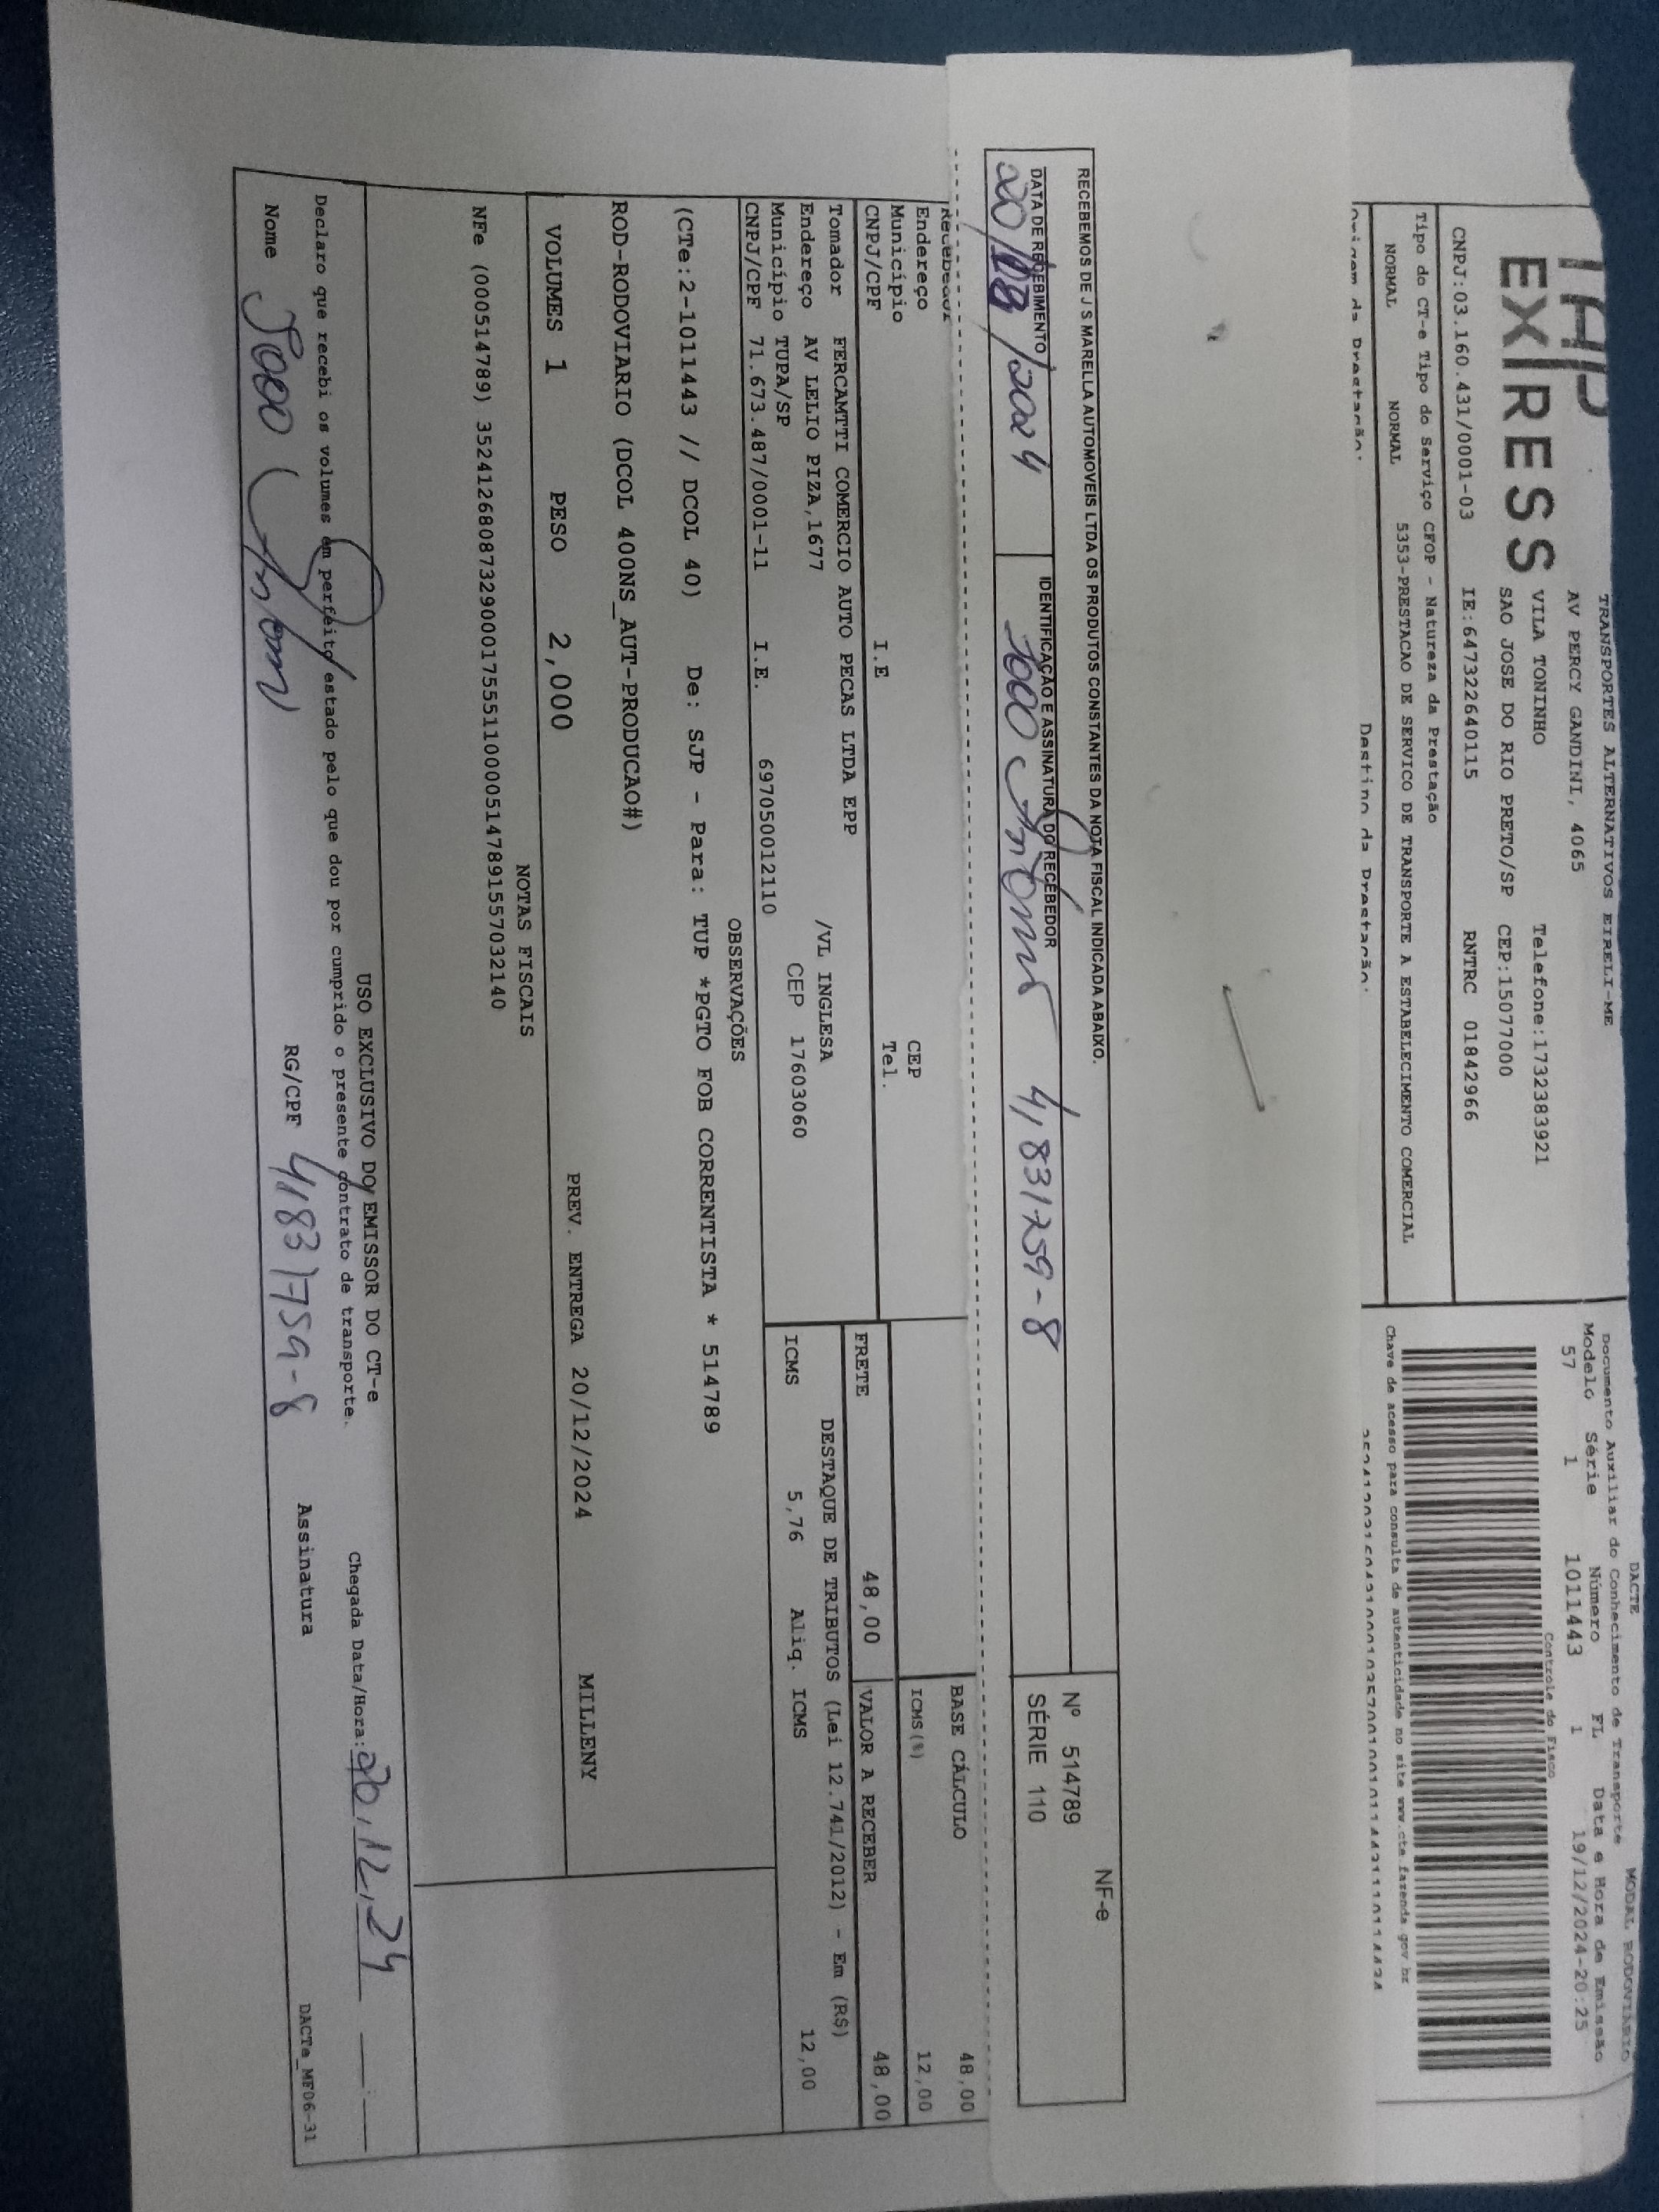 TRANSPORTES ALTERNATIVOS EIRELI-ME
TAP
EXPRESS
AV PERCY GANDINI, 4065
VILA TONINHO Telefone:1732383921
SAO JOSE DO RIO PRETO/SP CEP:15077000
CNPJ:03.160.431/0001-03 IE:647322640115 RNTRC 01842966
Tipo do CT-e Tipo do Serviço CFOP - Natureza da Prestação
NORMAL NORMAL 5353-PRESTACAO DE SERVICO DE TRANSPORTE A ESTABELECIMENTO COMERCIAL
Origem da Prestação: Destino da Prestação:
DACTE MODAL RODOVIARIO
Documento Auxiliar do Conhecimento de Transporte
Modelo Série Número FL Data e Hora de Emissão
57 1 1011443 1 19/12/2024-20:25
Controle do Fisco
Chave de acesso para consulta de autenticidade no site www.cte.fazenda.gov.br
RECEBEMOS DE J S MARELLA AUTOMOVEIS LTDA OS PRODUTOS CONSTANTES DA NOTA FISCAL INDICADA ABAIXO.
DATA DE RECEBIMENTO IDENTIFICAÇÃO E ASSINATURA DO RECEBEDOR
/2024 João Antonio 41831759-8
NF-e
Nº 514789
SÉRIE 110
Recebedor
Endereço CEP
Município Tel.
CNPJ/CPF I.E
BASE CÁLCULO 48,00
ICMS(%) 12,00
FRETE 48,00 VALOR A RECEBER 48,00
Tomador FERCAMTTI COMERCIO AUTO PECAS LTDA EPP
Endereço AV LELIO PIZA,1677 /VL INGLESA
Município TUPA/SP CEP 17603060
CNPJ/CPF 71.673.487/0001-11 I.E. 697050012110
DESTAQUE DE TRIBUTOS (Lei 12.741/2012) - Em (R$)
ICMS 5,76 Aliq. ICMS 12,00
OBSERVAÇÕES
(CTe:2-1011443 // DCOL 40) De: SJP - Para: TUP *PGTO FOB CORRENTISTA * 514789
ROD-RODOVIARIO (DCOL 400NS_AUT-PRODUCAO#)
VOLUMES 1 PESO 2,000 PREV. ENTREGA 20/12/2024 MILLENY
NOTAS FISCAIS
NFe (000514789) 35241268087329000175551100005147891557032140
USO EXCLUSIVO DO EMISSOR DO CT-e
Declaro que recebi os volumes em perfeito estado pelo que dou por cumprido o presente contrato de transporte. Chegada Data/Hora: 20.12.24
Nome João Antoni RG/CPF 41831759-8 Assinatura
DACTe_MF06-31